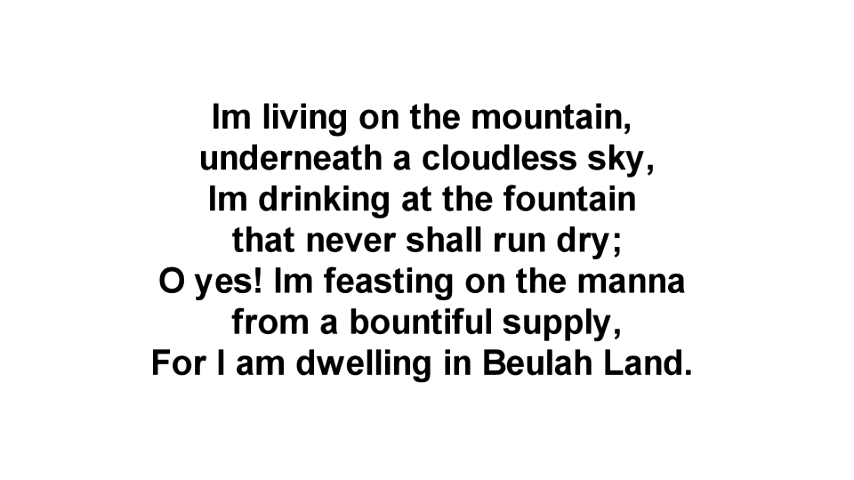 Im living on the mountain,
underneath a cloudless sky,
Im drinking at the fountain
that never shall run dry;
O yes! Im feasting on the manna
from a bountiful supply,
For I am dwelling in Beulah Land.